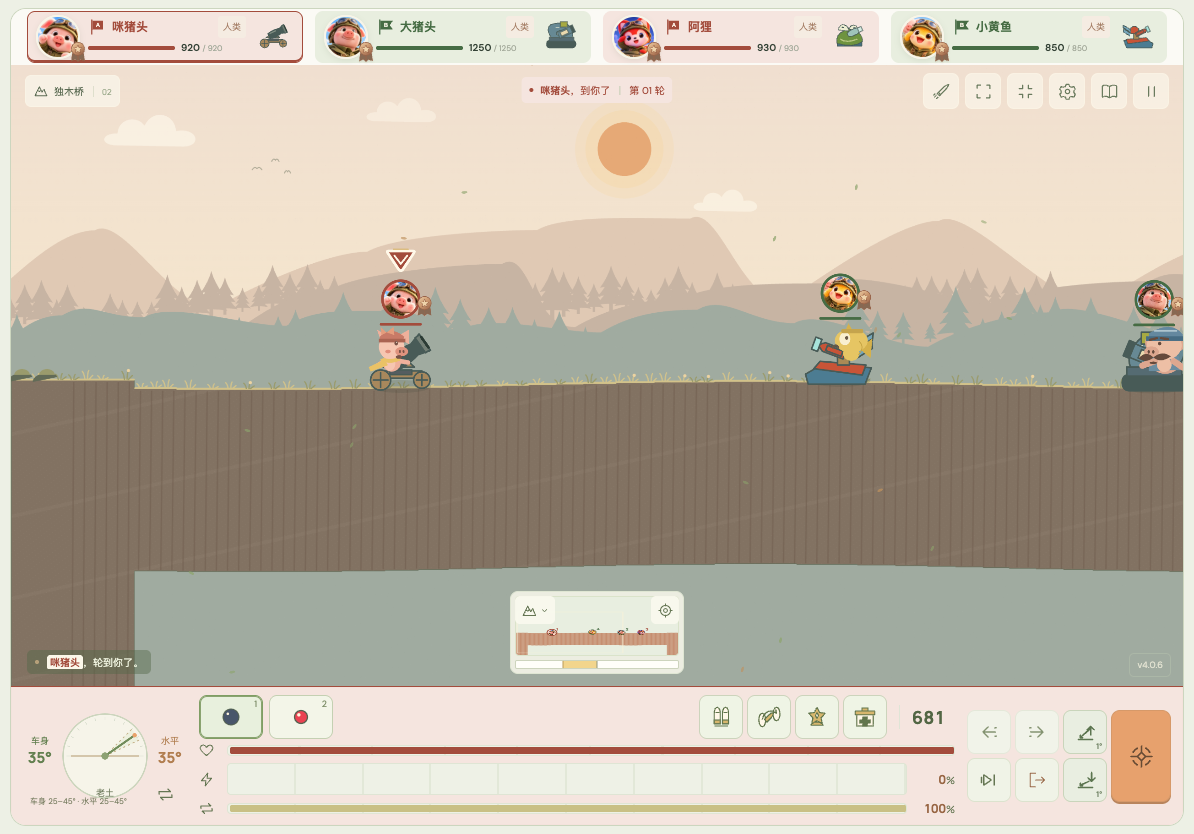 咪猪头 人类
920 / 920
大猪头 人类
1250 / 1250
阿狸 人类
930 / 930
小黄鱼 人类
850 / 850
独木桥 02
咪猪头，到你了 第 01 轮
咪猪头，轮到你了。
v4.0.6
车身
35°
水平
35°
老土
车身 25–45° · 水平 25–45°
1
2
681
0%
100%
1°
1°